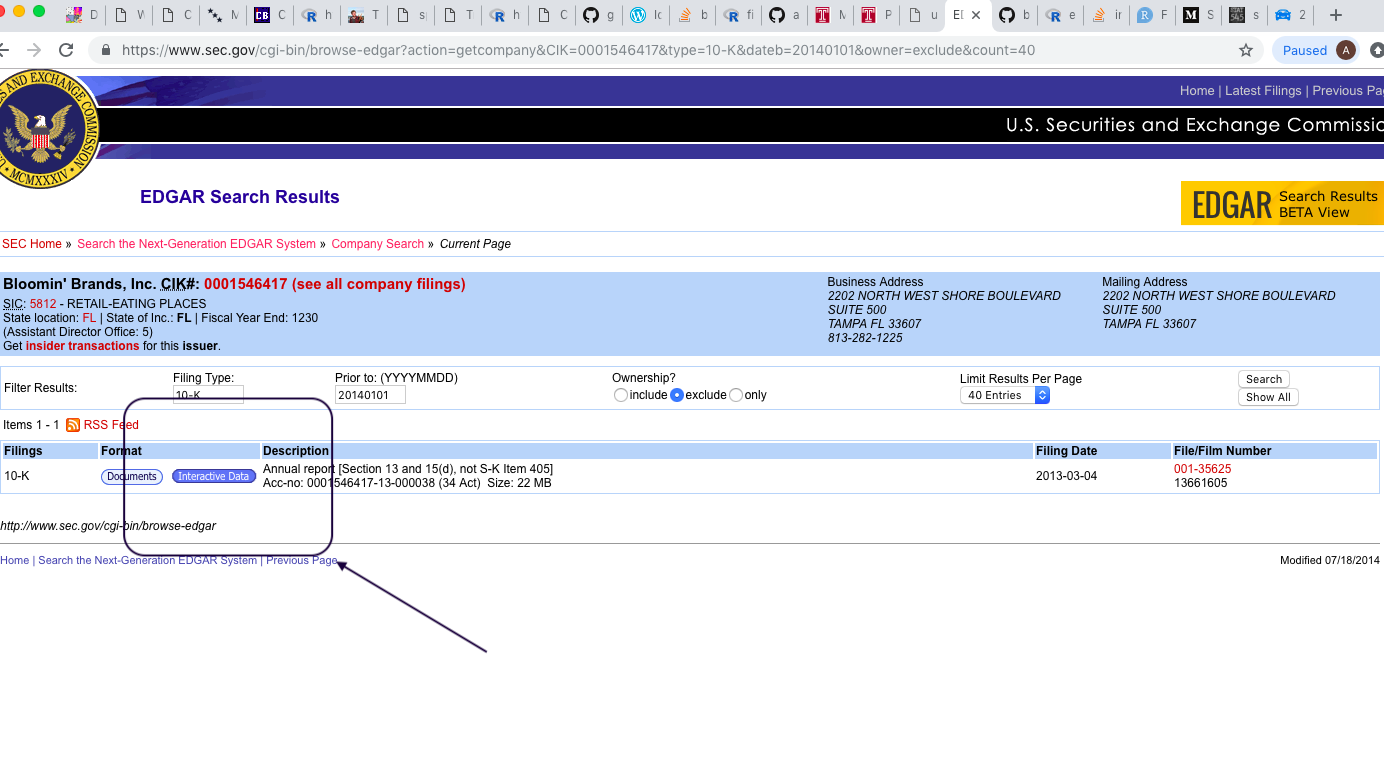 D W C M C h T s T h C g Ic b fi a M P u ED b e ir F S s 2
https://www.sec.gov/cgi-bin/browse-edgar?action=getcompany&CIK=0001546417&type=10-K&dateb=20140101&owner=exclude&count=40 Paused A
Home | Latest Filings | Previous Pa
U.S. Securities and Exchange Commissio
AND EXCHANGE COMMISSION
MCMXXXIV
EDGAR Search Results
EDGAR Search Results
BETA View
SEC Home » Search the Next-Generation EDGAR System » Company Search » Current Page
Bloomin' Brands, Inc. CIK#: 0001546417 (see all company filings)
SIC: 5812 - RETAIL-EATING PLACES
State location: FL | State of Inc.: FL | Fiscal Year End: 1230
(Assistant Director Office: 5)
Get insider transactions for this issuer.
Business Address
2202 NORTH WEST SHORE BOULEVARD
SUITE 500
TAMPA FL 33607
813-282-1225
Mailing Address
2202 NORTH WEST SHORE BOULEVARD
SUITE 500
TAMPA FL 33607
Filter Results:
Filing Type:
10-K
Prior to: (YYYYMMDD)
20140101
Ownership?
include exclude only
Limit Results Per Page
40 Entries
Search
Show All
Items 1 - 1 RSS Feed
Filings Format Description Filing Date File/Film Number
10-K Documents Interactive Data Annual report [Section 13 and 15(d), not S-K Item 405] 2013-03-04 001-35625
Acc-no: 0001546417-13-000038 (34 Act) Size: 22 MB 13661605
http://www.sec.gov/cgi-bin/browse-edgar
Home | Search the Next-Generation EDGAR System | Previous Page Modified 07/18/2014